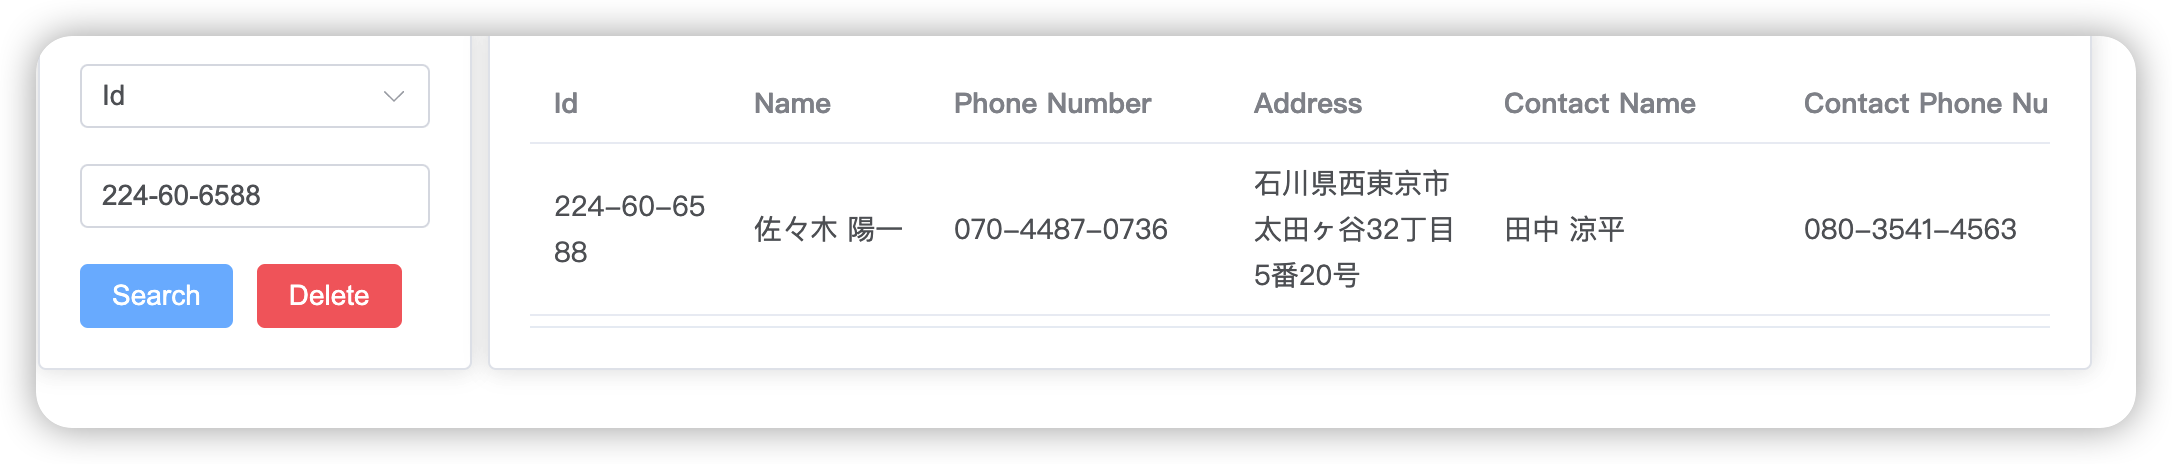 Id
224-60-6588
Search
Delete
Id
Name
Phone Number
Address
Contact Name
Contact Phone Nu
224-60-65
88
佐々木 陽一
070-4487-0736
石川県西東京市
太田ヶ谷32丁目
5番20号
田中 涼平
080-3541-4563